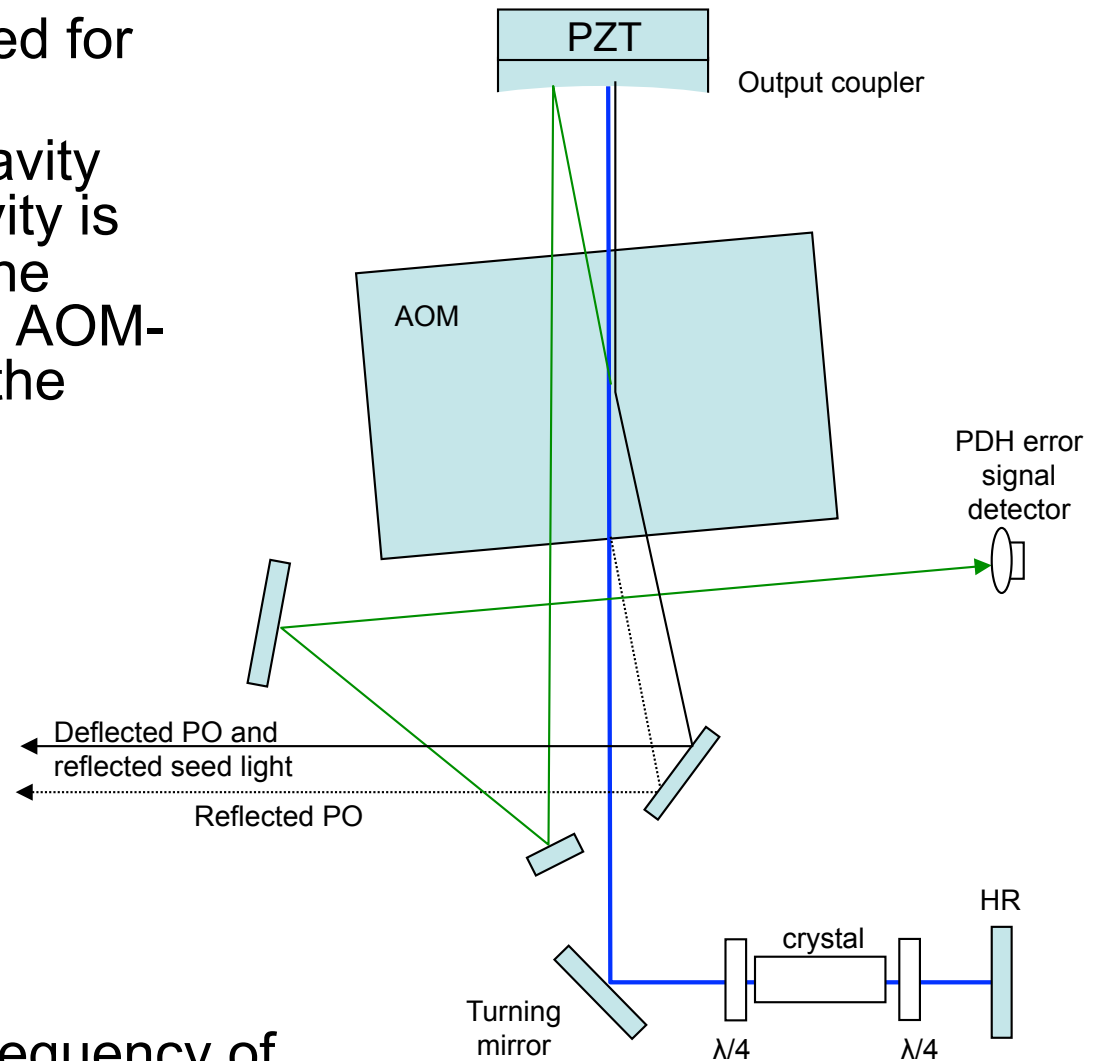 ed for
avity
vity is
he
AOM-
the
PZT
Output coupler
AOM
PDH error
signal
detector
Deflected PO and
reflected seed light
Reflected PO
HR
crystal
Turning
mirror
λ/4
λ/4
equency of